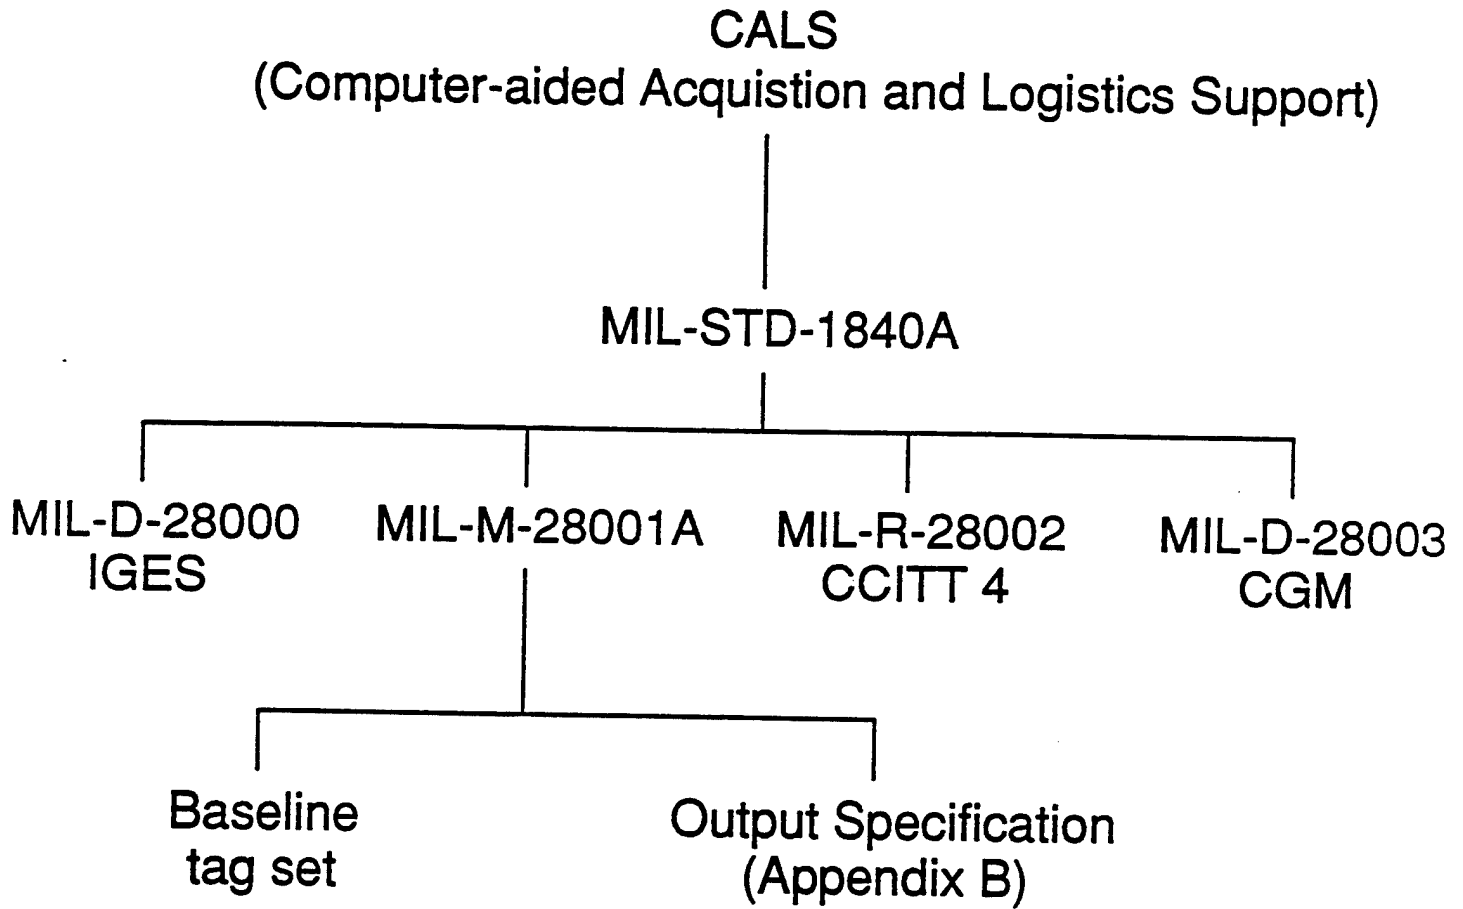 CALS
(Computer-aided Acquistion and Logistics Support)
MIL-STD-1840A
MIL-D-28000
IGES
MIL-M-28001A
MIL-R-28002
CCITT 4
MIL-D-28003
CGM
Baseline
tag set
Output Specification
(Appendix B)